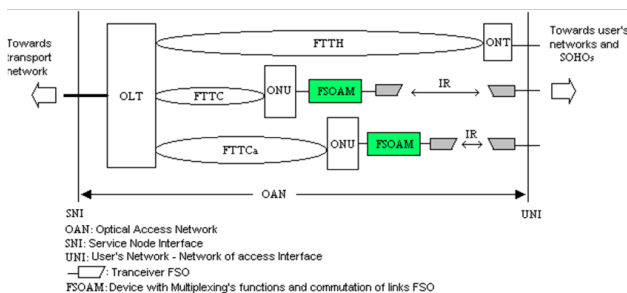 Towards
transport
network
OLT
FTTH
ONT
Towards user's
networks and
SOHOs
FTTC
ONU
FSOAM
IR
FTTCa
ONU
FSOAM
IR
OAN
SNI
UNI
OAN: Optical Access Network
SNI: Service Node Interface
UNI: User's Network - Network of access Interface
: Tranceiver FSO
FSOAM: Device with Multiplexing's functions and commutation of links FSO